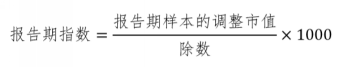 报告期指数 = 报告期样本的调整市值 / 除数 × 1000